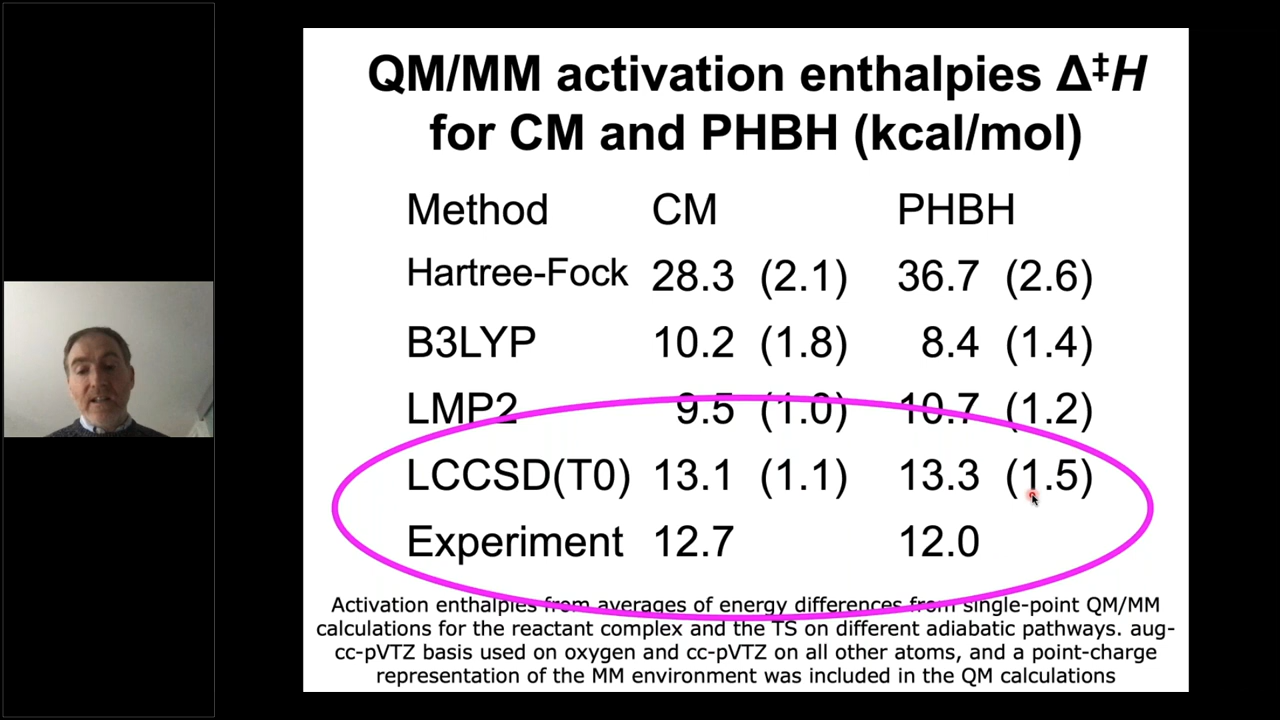 QM/MM activation enthalpies Δ‡H
for CM and PHBH (kcal/mol)
Method CM PHBH
Hartree-Fock 28.3 (2.1) 36.7 (2.6)
B3LYP 10.2 (1.8) 8.4 (1.4)
LMP2 9.5 (1.0) 10.7 (1.2)
LCCSD(T0) 13.1 (1.1) 13.3 (1.5)
Experiment 12.7 12.0
Activation enthalpies from averages of energy differences from single-point QM/MM
calculations for the reactant complex and the TS on different adiabatic pathways. aug-
cc-pVTZ basis used on oxygen and cc-pVTZ on all other atoms, and a point-charge
representation of the MM environment was included in the QM calculations